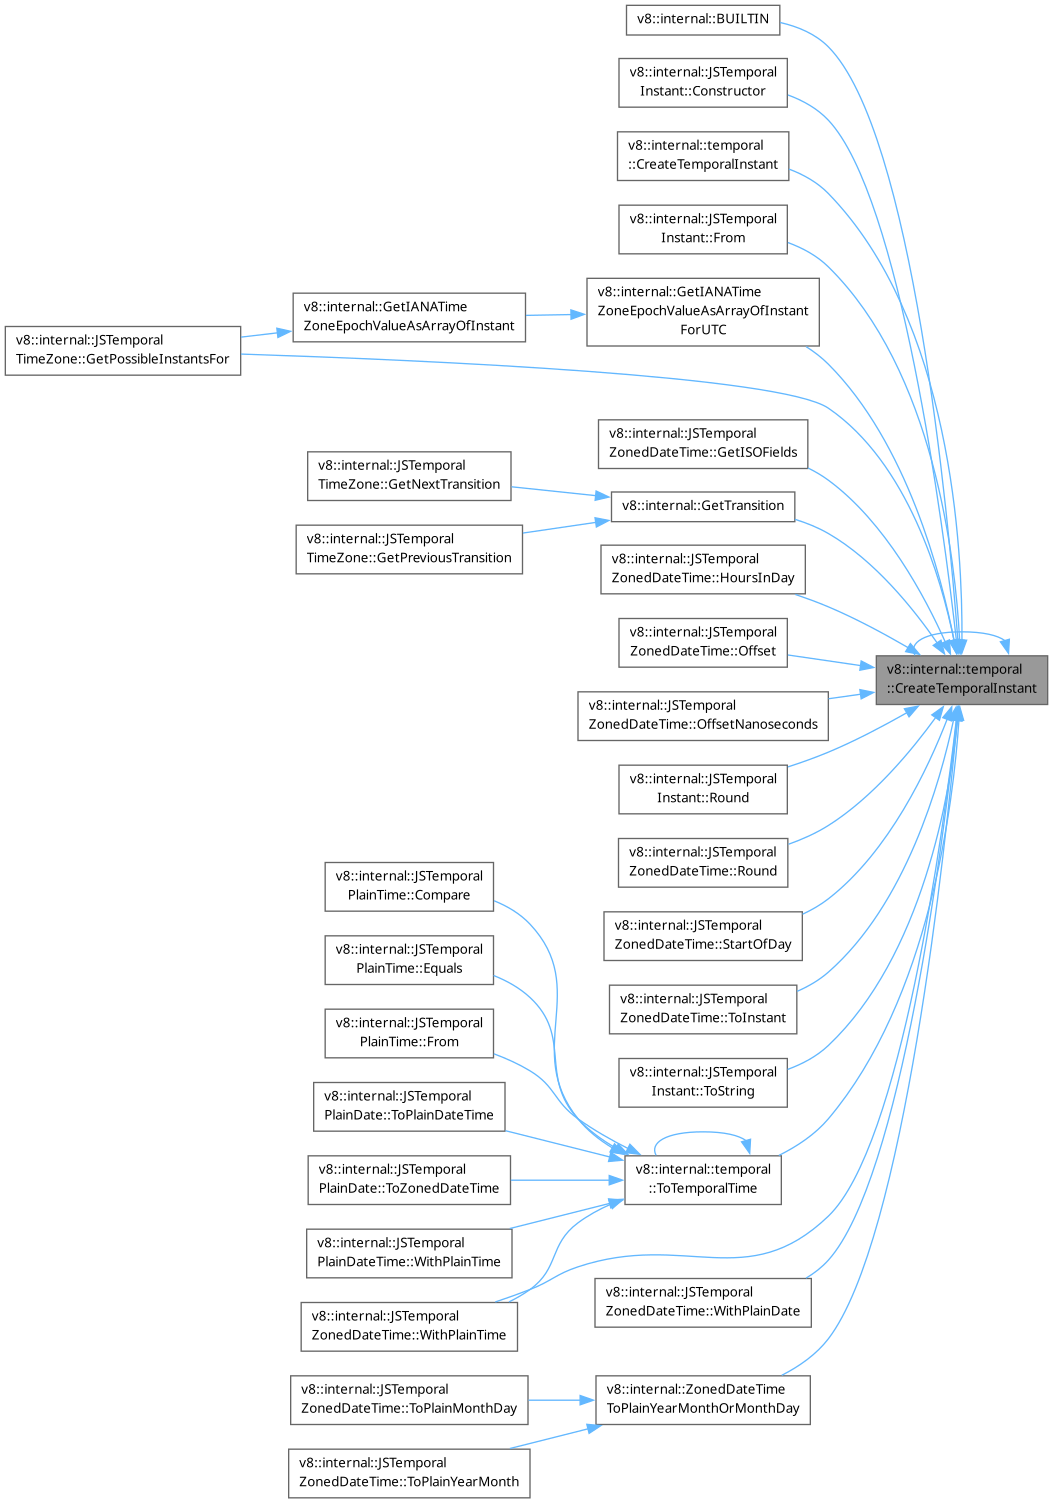 v8::internal::BUILTIN
v8::internal::JSTemporal
Instant::Constructor
v8::internal::temporal
::CreateTemporalInstant
v8::internal::JSTemporal
Instant::From
v8::internal::GetIANATime
ZoneEpochValueAsArrayOfInstant
ForUTC
v8::internal::GetIANATime
ZoneEpochValueAsArrayOfInstant
v8::internal::JSTemporal
TimeZone::GetPossibleInstantsFor
v8::internal::JSTemporal
ZonedDateTime::GetISOFields
v8::internal::JSTemporal
TimeZone::GetNextTransition
v8::internal::GetTransition
v8::internal::JSTemporal
TimeZone::GetPreviousTransition
v8::internal::JSTemporal
ZonedDateTime::HoursInDay
v8::internal::JSTemporal
ZonedDateTime::Offset
v8::internal::temporal
::CreateTemporalInstant
v8::internal::JSTemporal
ZonedDateTime::OffsetNanoseconds
v8::internal::JSTemporal
Instant::Round
v8::internal::JSTemporal
ZonedDateTime::Round
v8::internal::JSTemporal
PlainTime::Compare
v8::internal::JSTemporal
ZonedDateTime::StartOfDay
v8::internal::JSTemporal
PlainTime::Equals
v8::internal::JSTemporal
ZonedDateTime::ToInstant
v8::internal::JSTemporal
PlainTime::From
v8::internal::JSTemporal
Instant::ToString
v8::internal::JSTemporal
PlainDate::ToPlainDateTime
v8::internal::JSTemporal
PlainDate::ToZonedDateTime
v8::internal::temporal
::ToTemporalTime
v8::internal::JSTemporal
PlainDateTime::WithPlainTime
v8::internal::JSTemporal
ZonedDateTime::WithPlainDate
v8::internal::JSTemporal
ZonedDateTime::WithPlainTime
v8::internal::JSTemporal
ZonedDateTime::ToPlainMonthDay
v8::internal::ZonedDateTime
ToPlainYearMonthOrMonthDay
v8::internal::JSTemporal
ZonedDateTime::ToPlainYearMonth